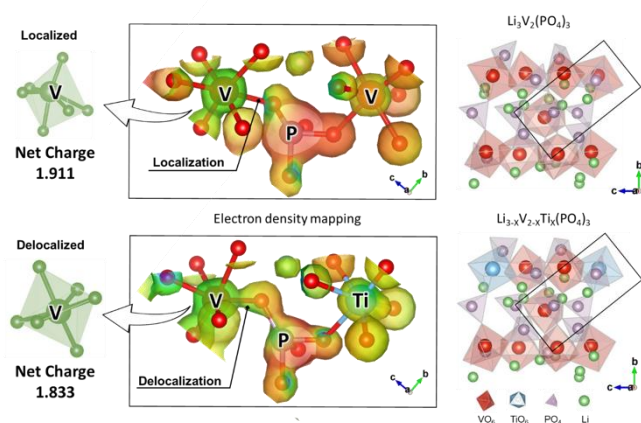 Localized
V
Net Charge
1.911
V
P
V
Localization
c
a
b
Li3V2(PO4)3
b
c
a
Delocalized
V
Net Charge
1.833
Electron density mapping
V
P
Ti
Delocalization
c
a
b
Li3-XV2-XTiX(PO4)3
b
c
a
VO6
TiO6
PO4
Li